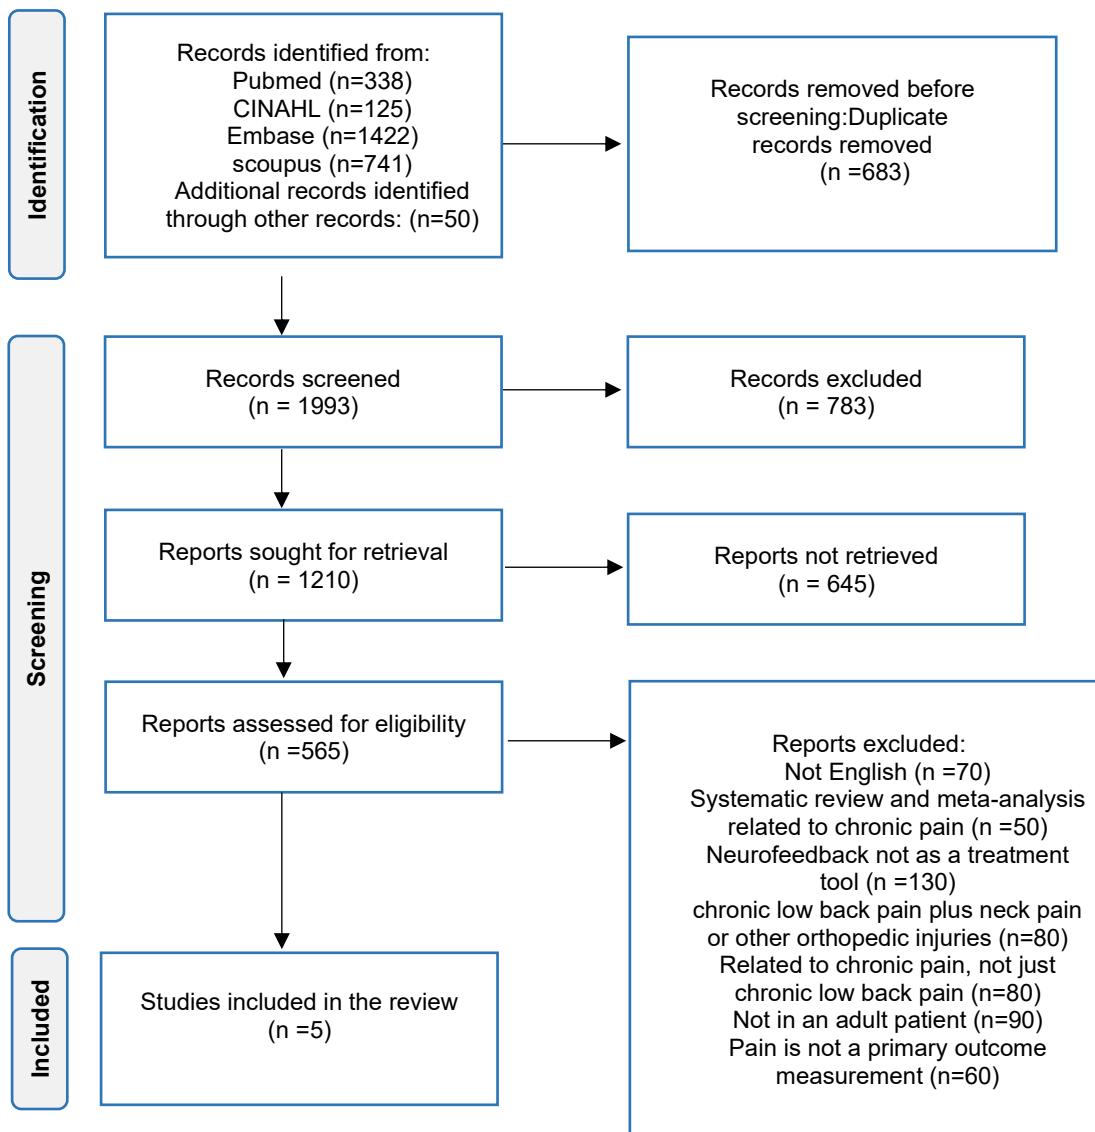 Identification
Records identified from:
Pubmed (n=338)
CINAHL (n=125)
Embase (n=1422)
scoupus (n=741)
Additional records identified
through other records: (n=50)
Records removed before
screening:Duplicate
records removed
(n =683)
Screening
Records screened
(n = 1993)
Records excluded
(n = 783)
Reports sought for retrieval
(n = 1210)
Reports not retrieved
(n = 645)
Reports assessed for eligibility
(n =565)
Reports excluded:
Not English (n =70)
Systematic review and meta-analysis
related to chronic pain (n =50)
Neurofeedback not as a treatment
tool (n =130)
chronic low back pain plus neck pain
or other orthopedic injuries (n=80)
Related to chronic pain, not just
chronic low back pain (n=80)
Not in an adult patient (n=90)
Pain is not a primary outcome
measurement (n=60)
Included
Studies included in the review
(n =5)